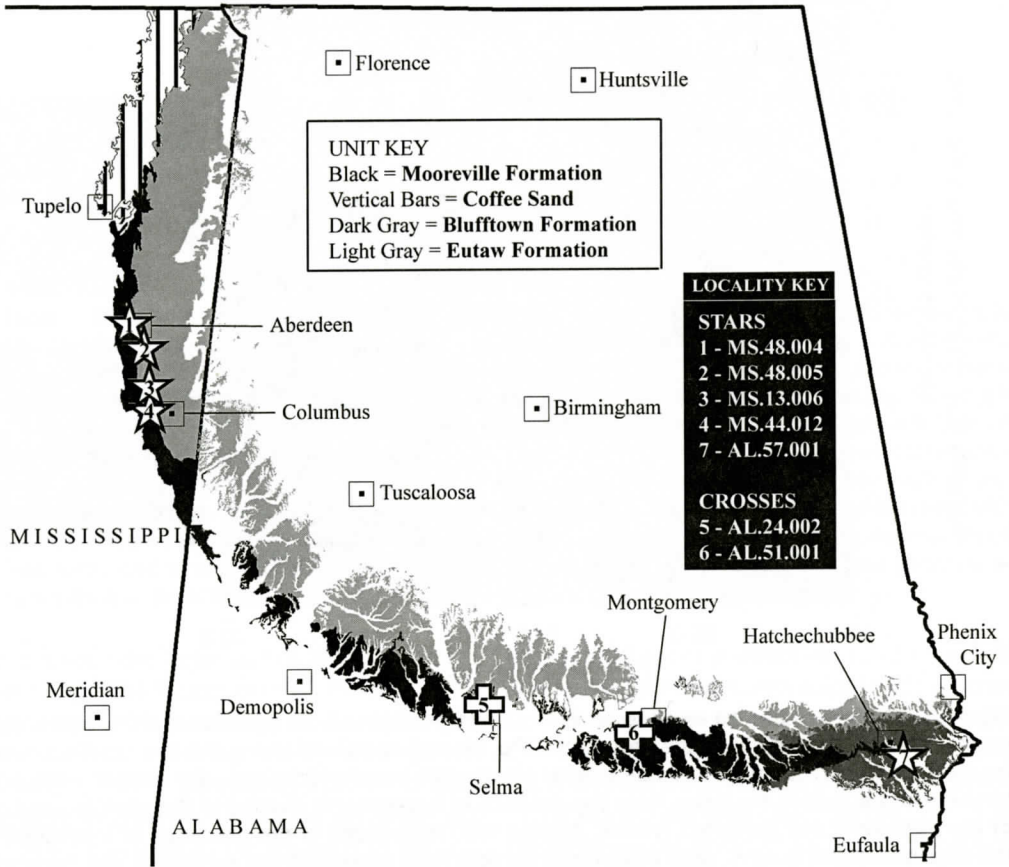 Florence
Huntsville
UNIT KEY
Black = Mooreville Formation
Vertical Bars = Coffee Sand
Dark Gray = Blufftown Formation
Light Gray = Eutaw Formation
Tupelo
LOCALITY KEY
STARS
1 - MS.48.004
2 - MS.48.005
3 - MS.13.006
4 - MS.44.012
7 - AL.57.001
CROSSES
5 - AL.24.002
6 - AL.51.001
1
Aberdeen
2
3
4
Columbus
Birmingham
Tuscaloosa
MISSISSIPPI
Montgomery
Hatchechubbee
Phenix
City
Meridian
Demopolis
5
6
7
Selma
ALABAMA
Eufaula